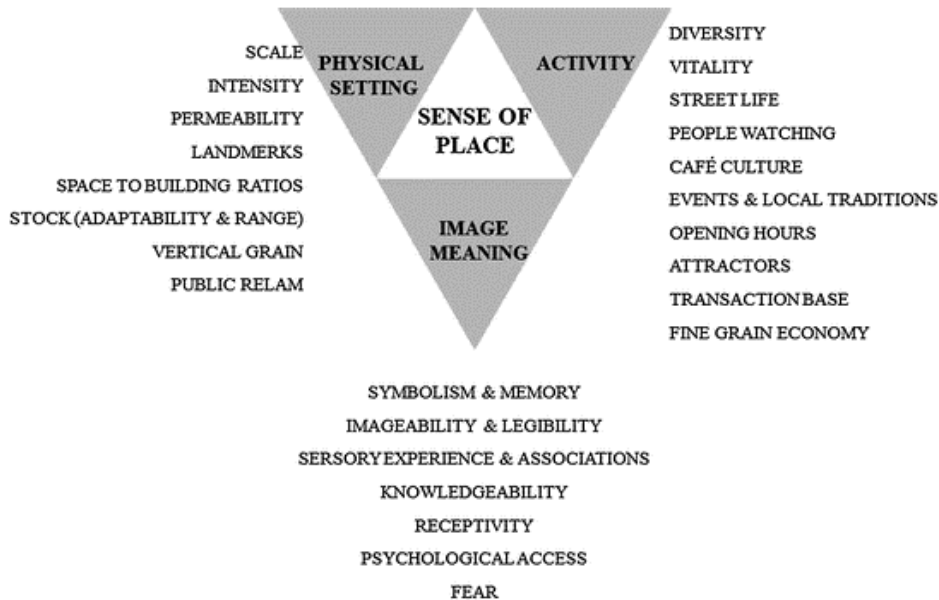 SCALE
INTENSITY
PERMEABILITY
LANDMERKS
SPACE TO BUILDING RATIOS
STOCK (ADAPTABILITY & RANGE)
VERTICAL GRAIN
PUBLIC RELAM
PHYSICAL
SETTING
SENSE OF
PLACE
ACTIVITY
IMAGE
MEANING
DIVERSITY
VITALITY
STREET LIFE
PEOPLE WATCHING
CAFÉ CULTURE
EVENTS & LOCAL TRADITIONS
OPENING HOURS
ATTRACTORS
TRANSACTION BASE
FINE GRAIN ECONOMY
SYMBOLISM & MEMORY
IMAGEABILITY & LEGIBILITY
SERSORY EXPERIENCE & ASSOCIATIONS
KNOWLEDGEABILITY
RECEPTIVITY
PSYCHOLOGICAL ACCESS
FEAR